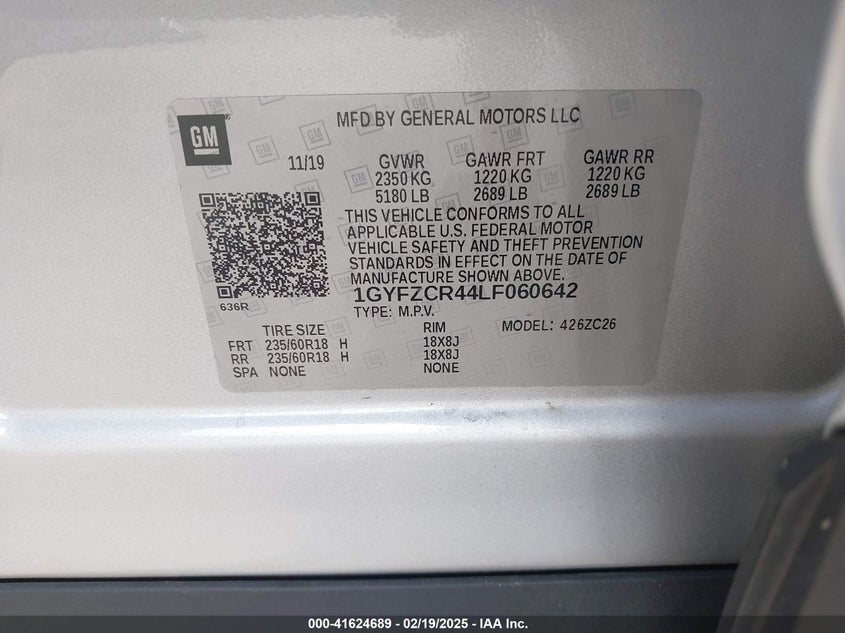 GM
MFD BY GENERAL MOTORS LLC
11/19 GVWR GAWR FRT GAWR RR
2350 KG 1220 KG 1220 KG
5180 LB 2689 LB 2689 LB
THIS VEHICLE CONFORMS TO ALL
APPLICABLE U.S. FEDERAL MOTOR
VEHICLE SAFETY AND THEFT PREVENTION
STANDARDS IN EFFECT ON THE DATE OF
MANUFACTURE SHOWN ABOVE.
636R
1GYFZCR44LF060642
TYPE: M.P.V.
TIRE SIZE RIM MODEL: 426ZC26
FRT 235/60R18 H 18X8J
RR 235/60R18 H 18X8J
SPA NONE NONE
000-41624689 - 02/19/2025 - IAA Inc.